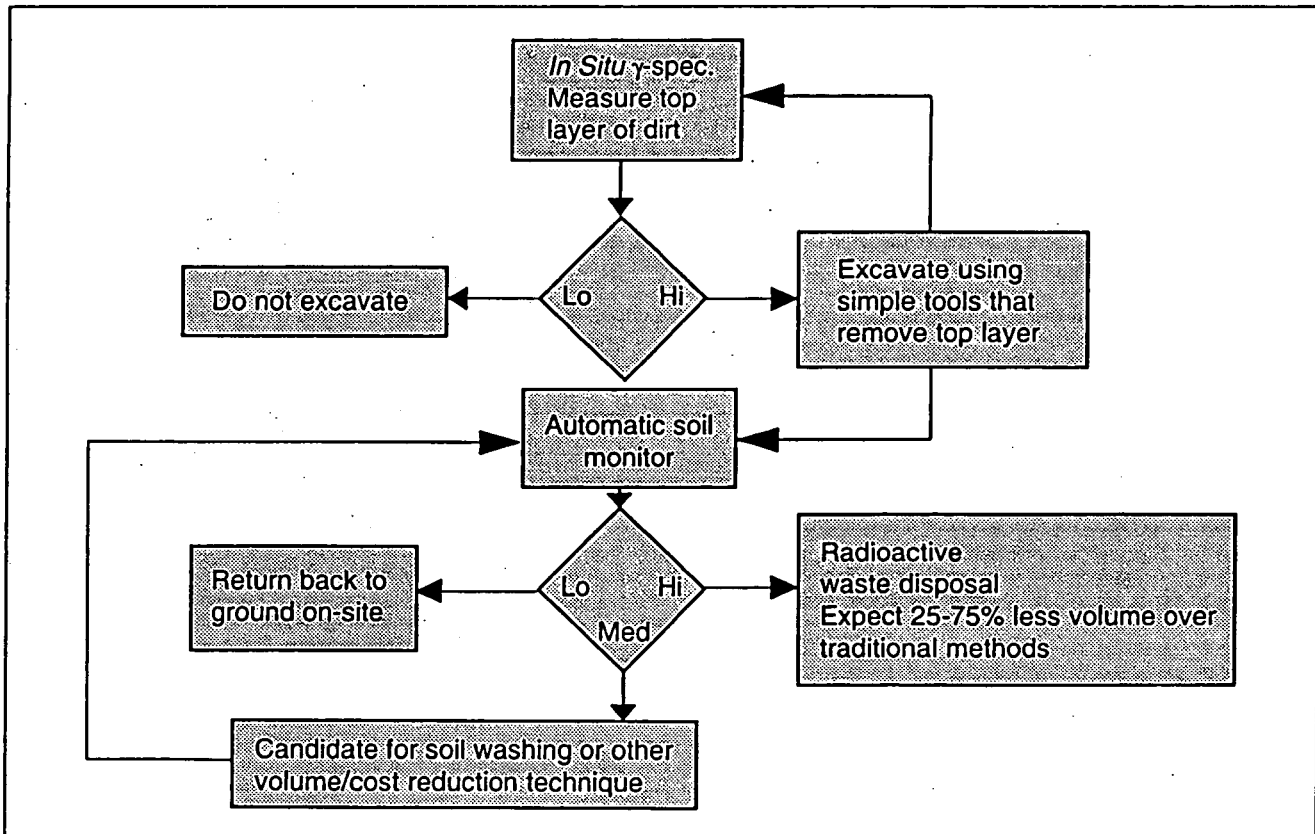 In Situ γ-spec.
Measure top
layer of dirt
Do not excavate
Lo
Hi
Excavate using
simple tools that
remove top layer
Automatic soil
monitor
Return back to
ground on-site
Lo
Hi
Med
Radioactive
waste disposal
Expect 25-75% less volume over
traditional methods
Candidate for soil washing or other
volume/cost reduction technique